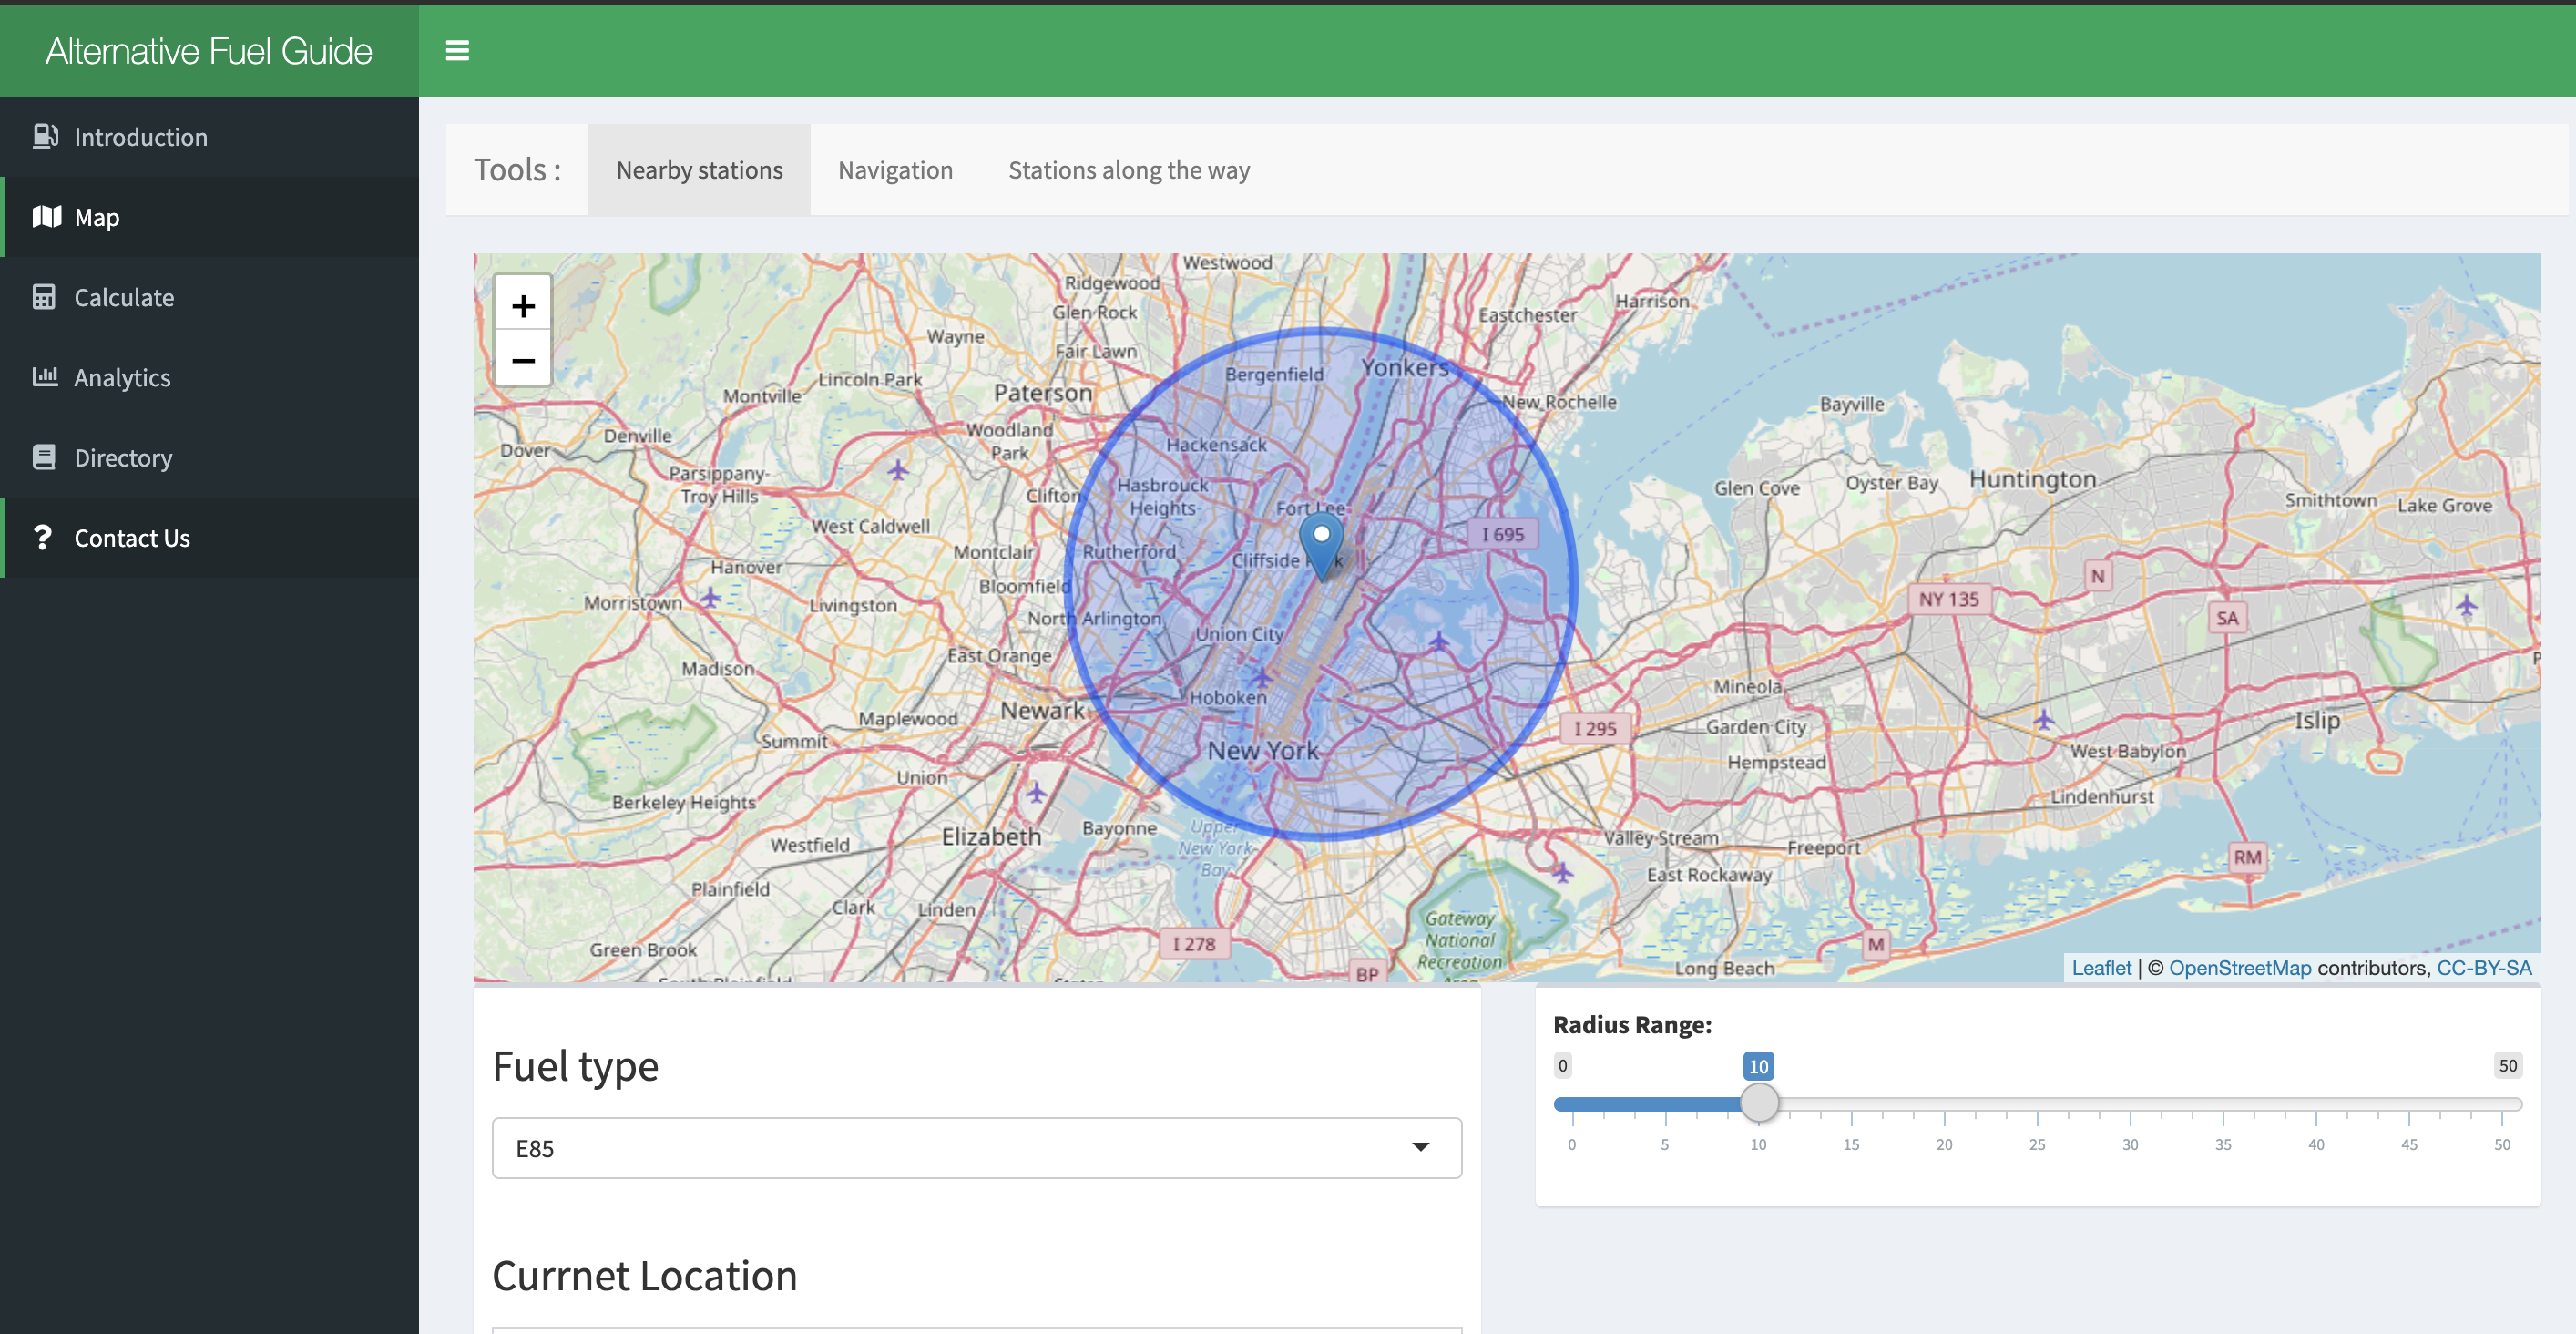 Alternative Fuel Guide
Introduction
Map
Calculate
Analytics
Directory
Contact Us
Tools :
Nearby stations
Navigation
Stations along the way
+
−
Westwood
Ridgewood
Glen Rock
Eastchester
Harrison
Wayne
Fair Lawn
Yonkers
Bergenfield
Lincoln Park
Montville
Paterson
New Rochelle
Bayville
Denville
Woodland
Park
Dover
Hackensack
Parsippany-
Troy Hills
Clifton
Hasbrouck
Heights
Fort Lee
Glen Cove
Oyster Bay
Huntington
Smithtown
Lake Grove
West Caldwell
I 695
Montclair
Rutherford
Cliffside
Hanover
Bloomfield
N
Morristown
Livingston
NY 135
North Arlington
SA
Union City
East Orange
Madison
Mineola
Hoboken
Newark
Maplewood
Garden City
I 295
Islip
Summit
New York
West Babylon
Hempstead
Union
Berkeley Heights
Lindenhurst
Elizabeth
Bayonne
Upper
New York
Bay
Valley Stream
Freeport
Westfield
RM
East Rockaway
Plainfield
Clark
Linden
Gateway
National
Recreation
I 278
M
Green Brook
BP
Long Beach
Leaflet | © OpenStreetMap contributors, CC-BY-SA
Fuel type
E85
Currnet Location
Radius Range:
0
10
50
0 5 10 15 20 25 30 35 40 45 50